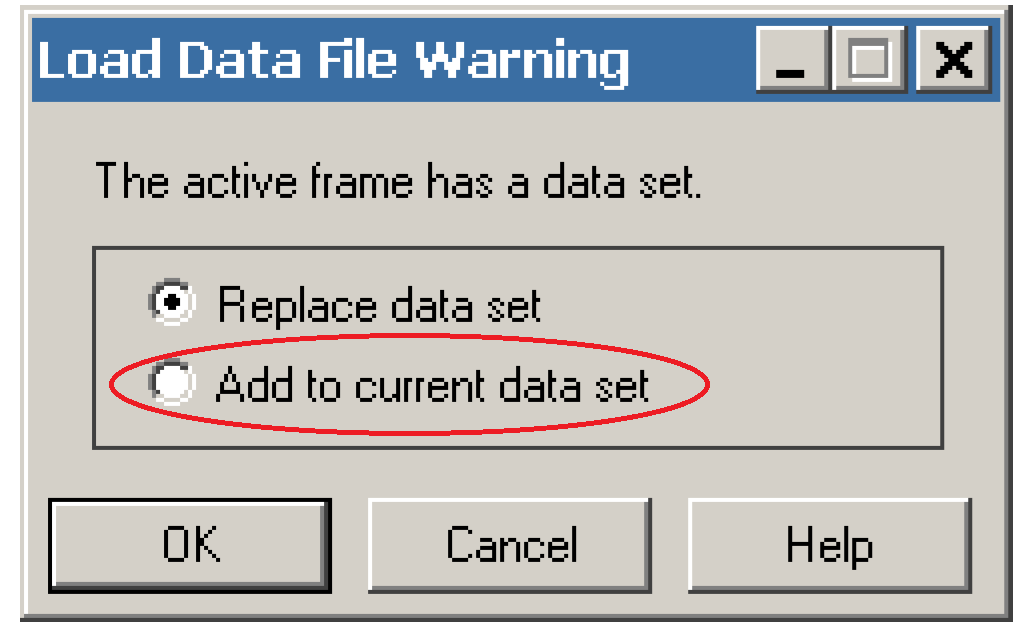 Load Data File Warning
The active frame has a data set.
Replace data set
Add to current data set
OK Cancel Help